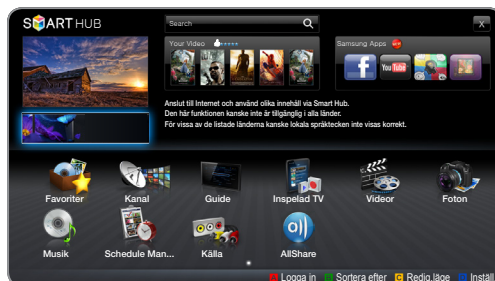 SMART HUB
Search
X
Your Video
Samsung Apps
You Tube
Anslut till Internet och använd olika innehåll via Smart Hub.
Den här funktionen kanske inte är tillgänglig i alla länder.
För vissa av de listade länderna kanske lokala språktecken inte visas korrekt.
Favoriter
Kanal
Guide
Inspelad TV
Videor
Foton
Musik
Schedule Man...
Källa
AllShare
A Logga in B Sortera efter C Redig.läge D Inställ